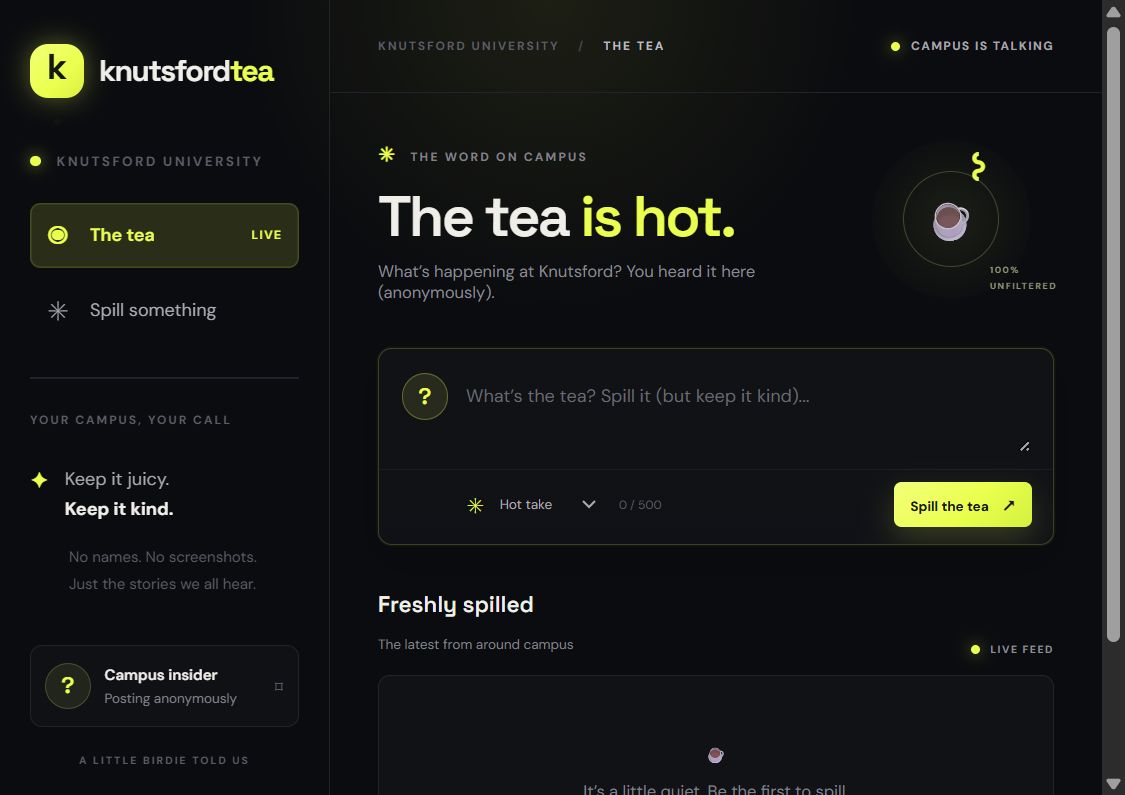 k
knutsfordtea
KNUTSFORD UNIVERSITY
The tea LIVE
Spill something
YOUR CAMPUS, YOUR CALL
Keep it juicy.
Keep it kind.
No names. No screenshots.
Just the stories we all hear.
?
Campus insider
Posting anonymously
A LITTLE BIRDIE TOLD US
KNUTSFORD UNIVERSITY / THE TEA
CAMPUS IS TALKING
THE WORD ON CAMPUS
The tea is hot.
What's happening at Knutsford? You heard it here
(anonymously).
100%
UNFILTERED
?
What's the tea? Spill it (but keep it kind)...
Hot take
0 / 500
Spill the tea ↗
Freshly spilled
The latest from around campus
LIVE FEED
It's a little quiet. Be the first to spill.